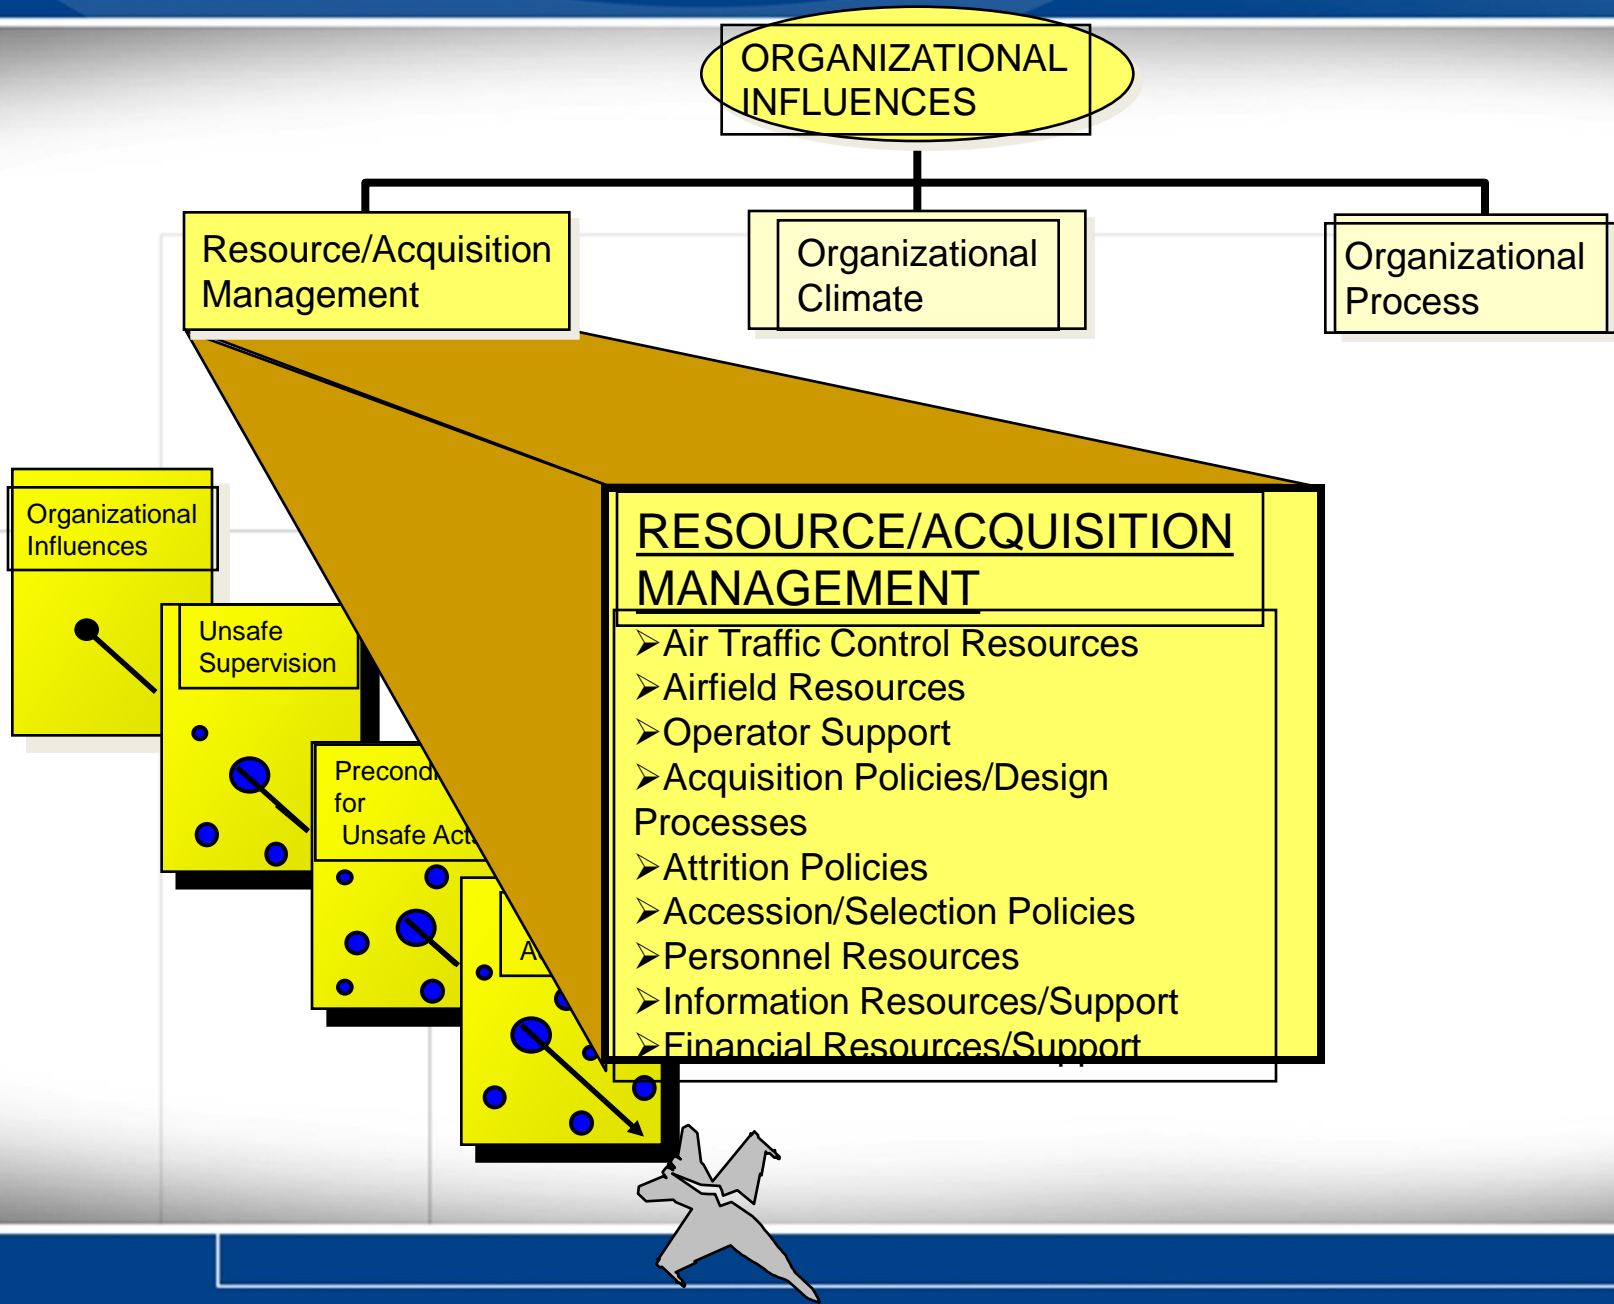 ORGANIZATIONAL
INFLUENCES
Resource/Acquisition
Management
Organizational
Climate
Organizational
Process
Organizational
Influences
Unsafe
Supervision
for
Unsafe Acts
RESOURCE/ACQUISITION
MANAGEMENT
➢Air Traffic Control Resources
➢Airfield Resources
➢Operator Support
➢Acquisition Policies/Design
Processes
➢Attrition Policies
➢Accession/Selection Policies
➢Personnel Resources
➢Information Resources/Support
➢Financial Resources/Support